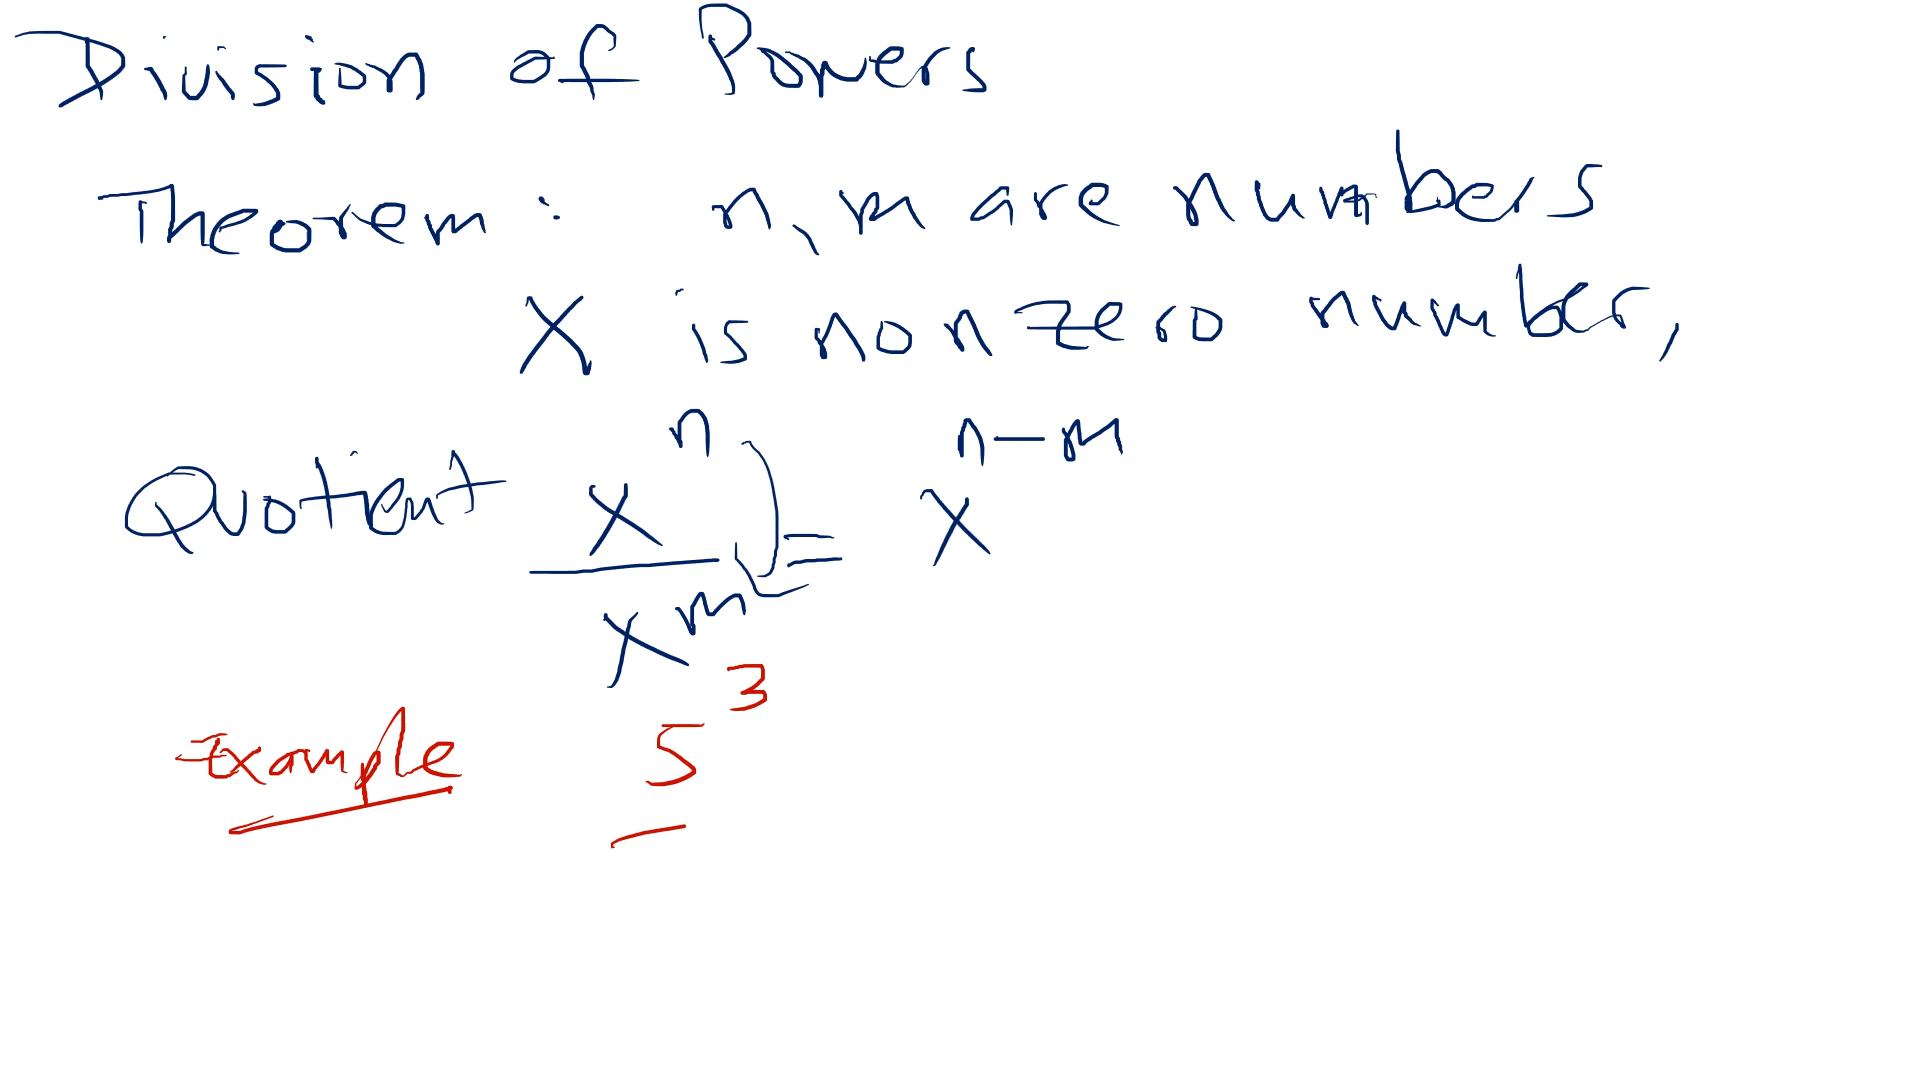 Division of Powers
Theorem: n, m are numbers
X is nonzero number,
Quotient x^n / x^m = x^(n-m)
Example 5^3